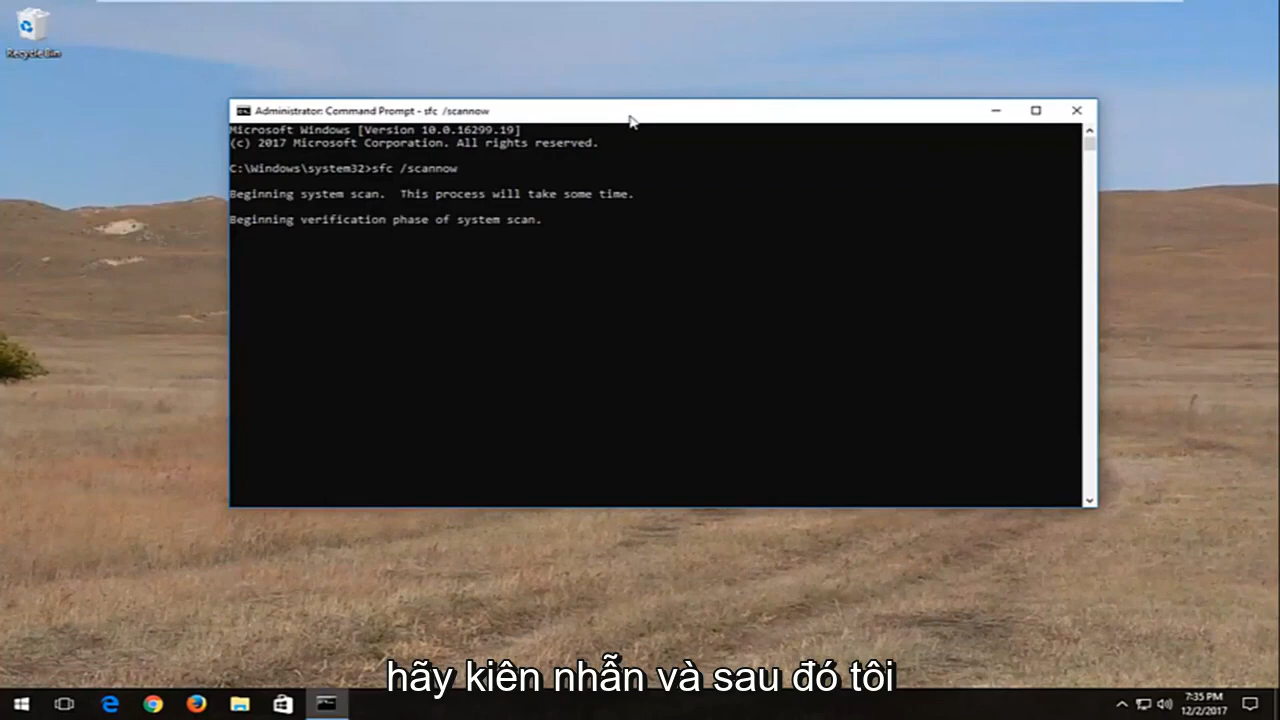 Recycle Bin
Administrator: Command Prompt - sfc /scannow
Microsoft Windows [Version 10.0.16299.19]
(c) 2017 Microsoft Corporation. All rights reserved.
C:\Windows\system32>sfc /scannow
Beginning system scan.  This process will take some time.
Beginning verification phase of system scan.
hãy kiên nhẫn và sau đó tôi
7:35 PM
12/2/2017